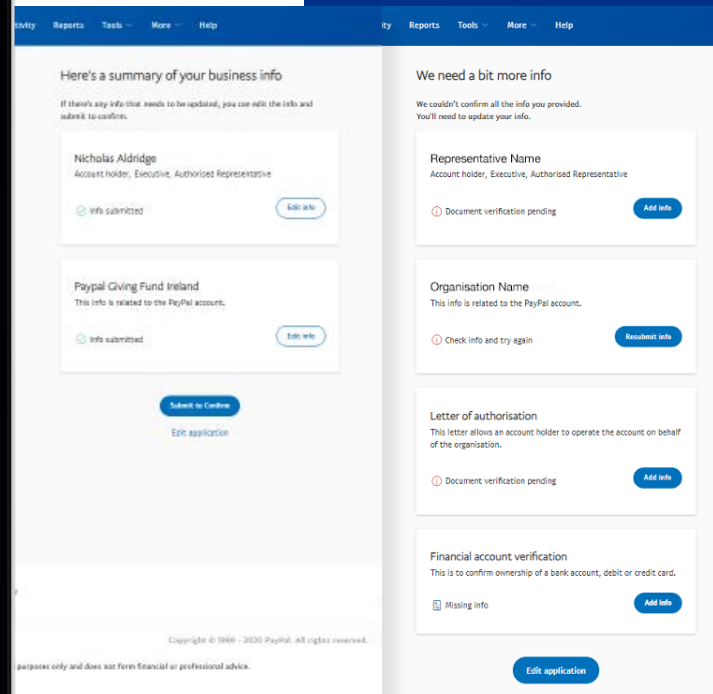 tivity Reports Tools More Help
Here's a summary of your business info
If there's any info that needs to be updated, you can edit the info and
submit to confirm.
Nicholas Aldridge
Account holder, Executive, Authorised Representative
Info submitted
Edit info
Paypal Giving Fund Ireland
This info is related to the PayPal account.
Info submitted
Edit info
Submit to Confirm
Edit application
Copyright © 1999 - 2020 PayPal. All rights reserved.
purposes only and does not form financial or professional advice.
ity Reports Tools More Help
We need a bit more info
We couldn't confirm all the info you provided.
You'll need to update your info.
Representative Name
Account holder, Executive, Authorised Representative
Document verification pending
Add info
Organisation Name
This info is related to the PayPal account.
Check info and try again
Resubmit info
Letter of authorisation
This letter allows an account holder to operate the account on behalf
of the organisation.
Document verification pending
Add info
Financial account verification
This is to confirm ownership of a bank account, debit or credit card.
Missing info
Add info
Edit application